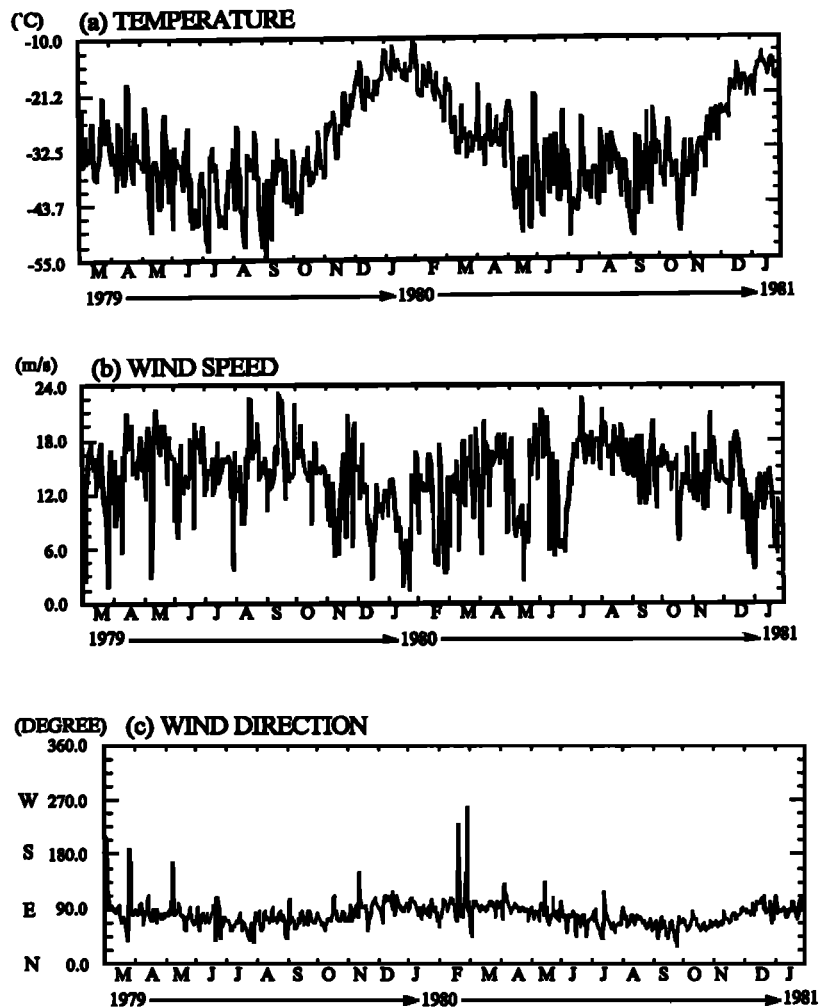 (°C) (a) TEMPERATURE
-10.0
-21.2
-32.5
-43.7
-55.0
M A M J J A S O N D J F M A M J J A S O N D J
1979 1980 1981
(m/s) (b) WIND SPEED
24.0
18.0
12.0
6.0
0.0
M A M J J A S O N D J F M A M J J A S O N D J
1979 1980 1981
(DEGREE) (c) WIND DIRECTION
360.0
W 270.0
S 180.0
E 90.0
N 0.0
M A M J J A S O N D J F M A M J J A S O N D J
1979 1980 1981